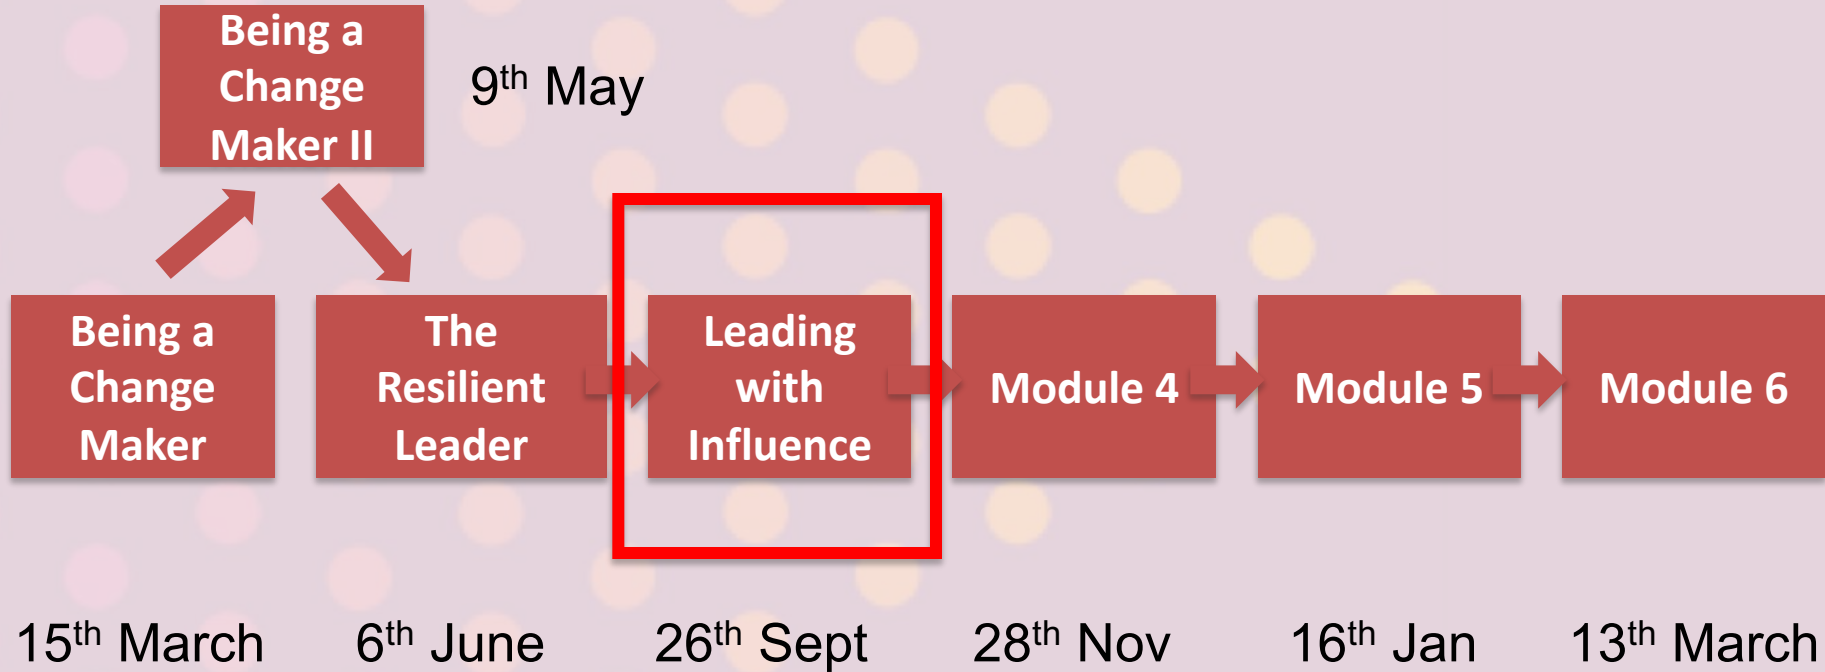 Being a
Change
Maker II
9th May
Being a
Change
Maker
The
Resilient
Leader
Leading
with
Influence
Module 4
Module 5
Module 6
15th March
6th June
26th Sept
28th Nov
16th Jan
13th March